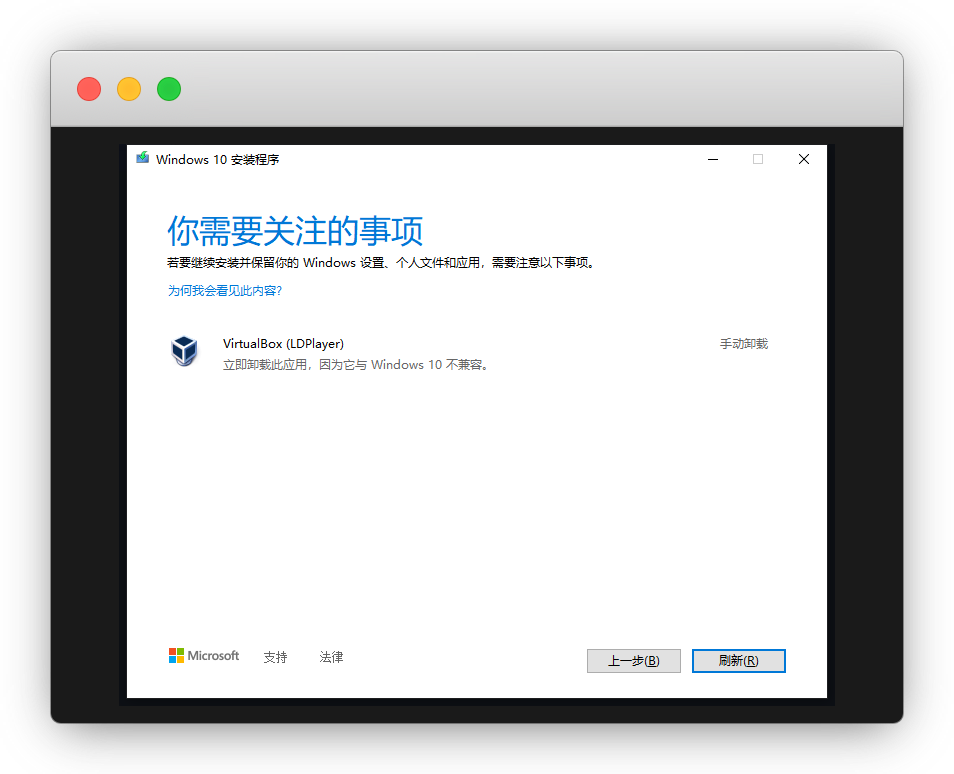 Windows 10 安装程序
你需要关注的事项
若要继续安装并保留你的 Windows 设置、个人文件和应用，需要注意以下事项。
为何我会看见此内容?
VirtualBox (LDPlayer)
手动卸载
立即卸载此应用，因为它与 Windows 10 不兼容。
Microsoft 支持 法律 上一步(B) 刷新(R)